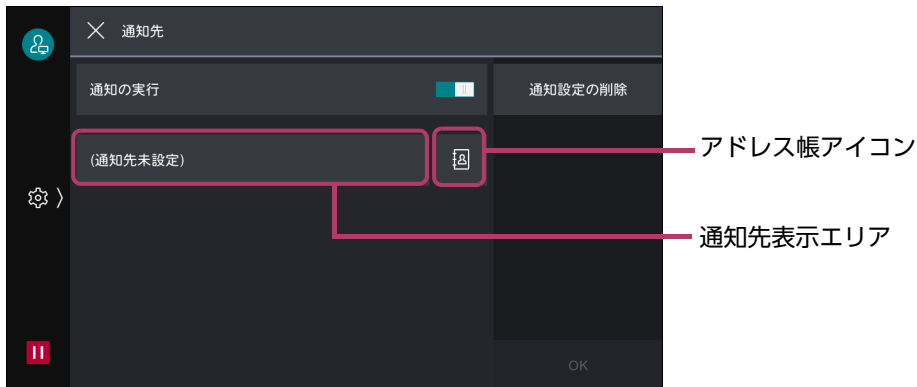 通知先
通知の実行
通知設定の削除
(通知先未設定)
アドレス帳アイコン
通知先表示エリア
OK